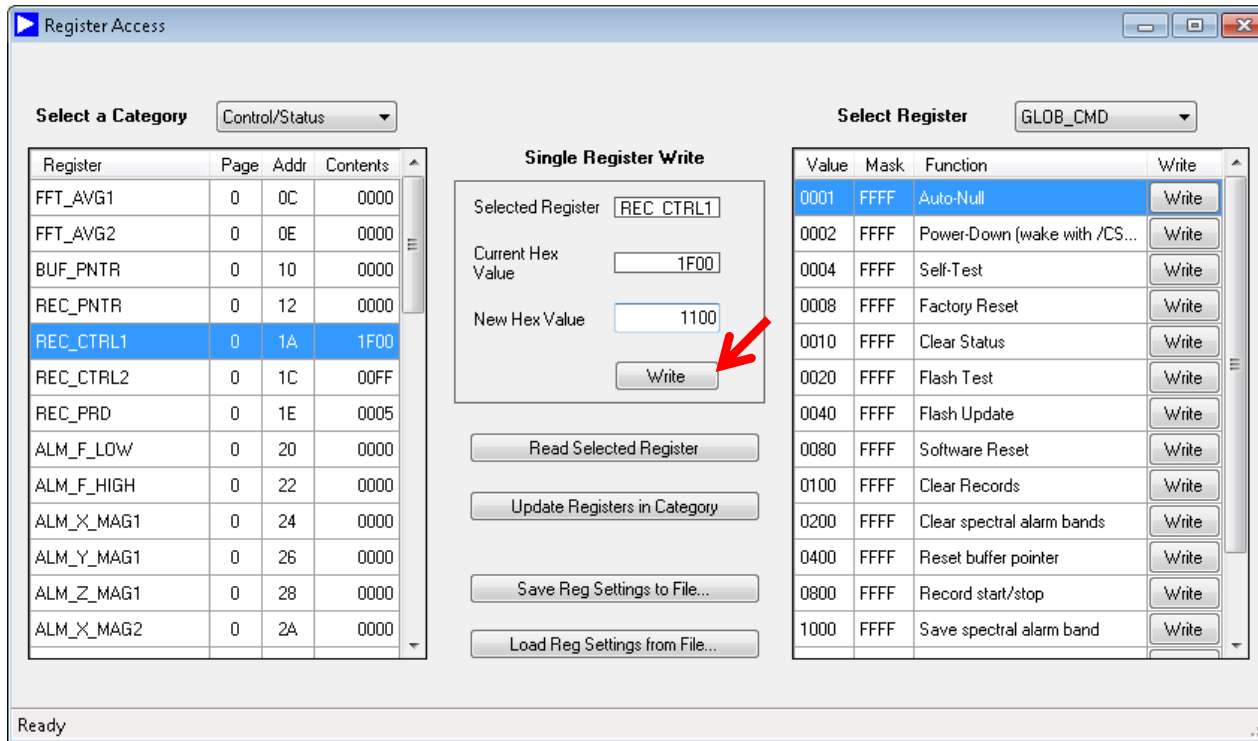 Register Access
Select a Category Control/Status
Register Page Addr Contents
FFT_AVG1 0 0C 0000
FFT_AVG2 0 0E 0000
BUF_PNTR 0 10 0000
REC_PNTR 0 12 0000
REC_CTRL1 0 1A 1F00
REC_CTRL2 0 1C 00FF
REC_PRD 0 1E 0005
ALM_F_LOW 0 20 0000
ALM_F_HIGH 0 22 0000
ALM_X_MAG1 0 24 0000
ALM_Y_MAG1 0 26 0000
ALM_Z_MAG1 0 28 0000
ALM_X_MAG2 0 2A 0000
Single Register Write
Selected Register REC_CTRL1
Current Hex
Value 1F00
New Hex Value 1100
Write
Read Selected Register
Update Registers in Category
Save Reg Settings to File...
Load Reg Settings from File...
Select Register GLOB_CMD
Value Mask Function Write
0001 FFFF Auto-Null Write
0002 FFFF Power-Down (wake with /CS... Write
0004 FFFF Self-Test Write
0008 FFFF Factory Reset Write
0010 FFFF Clear Status Write
0020 FFFF Flash Test Write
0040 FFFF Flash Update Write
0080 FFFF Software Reset Write
0100 FFFF Clear Records Write
0200 FFFF Clear spectral alarm bands Write
0400 FFFF Reset buffer pointer Write
0800 FFFF Record start/stop Write
1000 FFFF Save spectral alarm band Write
Ready